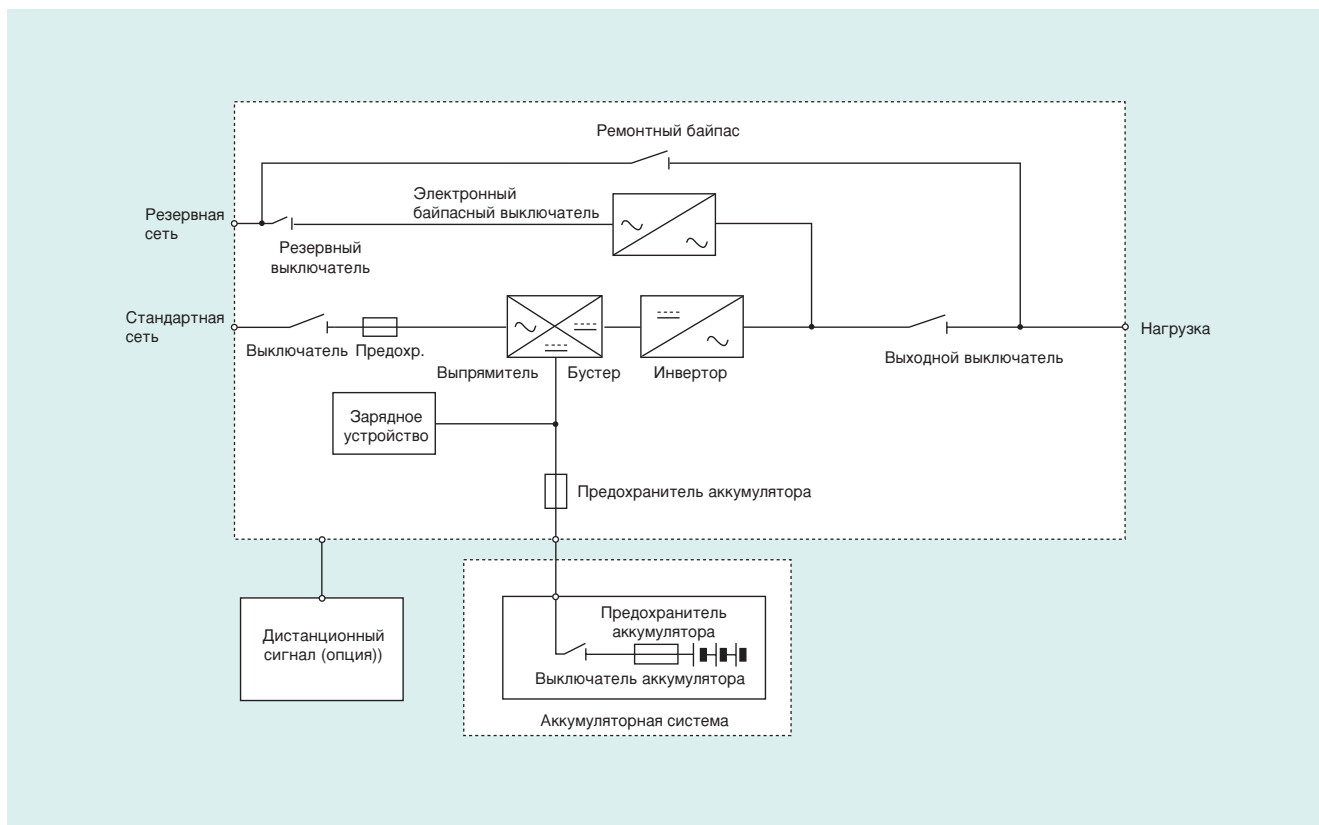 Ремонтный байпас
Электронный
байпасный выключатель
Резервная
сеть
Резервный
выключатель
Стандартная
сеть
Выключатель
Предохр.
Выпрямитель
Бустер
Инвертор
Выходной выключатель
Нагрузка
Зарядное
устройство
Предохранитель аккумулятора
Дистанционный
сигнал (опция))
Предохранитель
аккумулятора
Выключатель аккумулятора
Аккумуляторная система